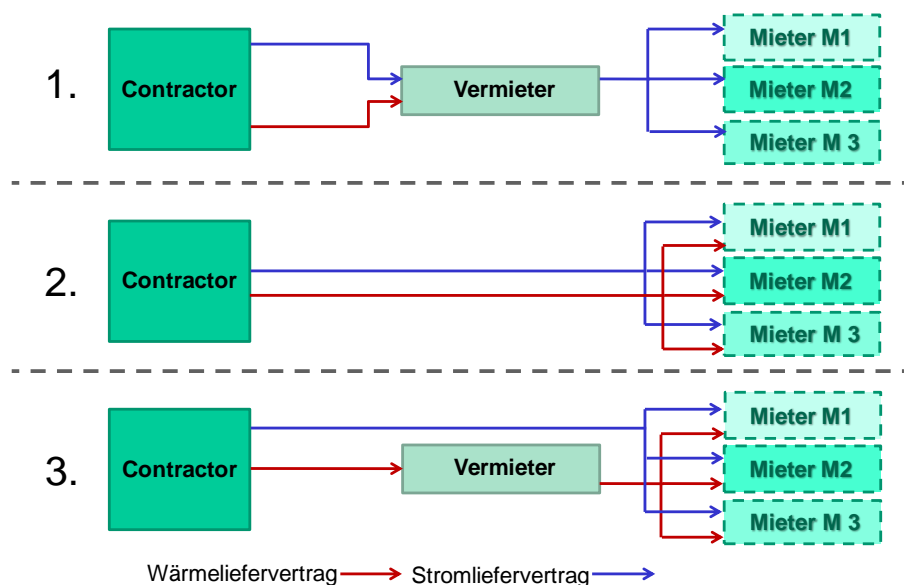 1.
Contractor
Vermieter
Mieter M1
Mieter M2
Mieter M 3
2.
Contractor
Mieter M1
Mieter M2
Mieter M 3
3.
Contractor
Vermieter
Mieter M1
Mieter M2
Mieter M 3
Wärmeliefervertrag Stromliefervertrag